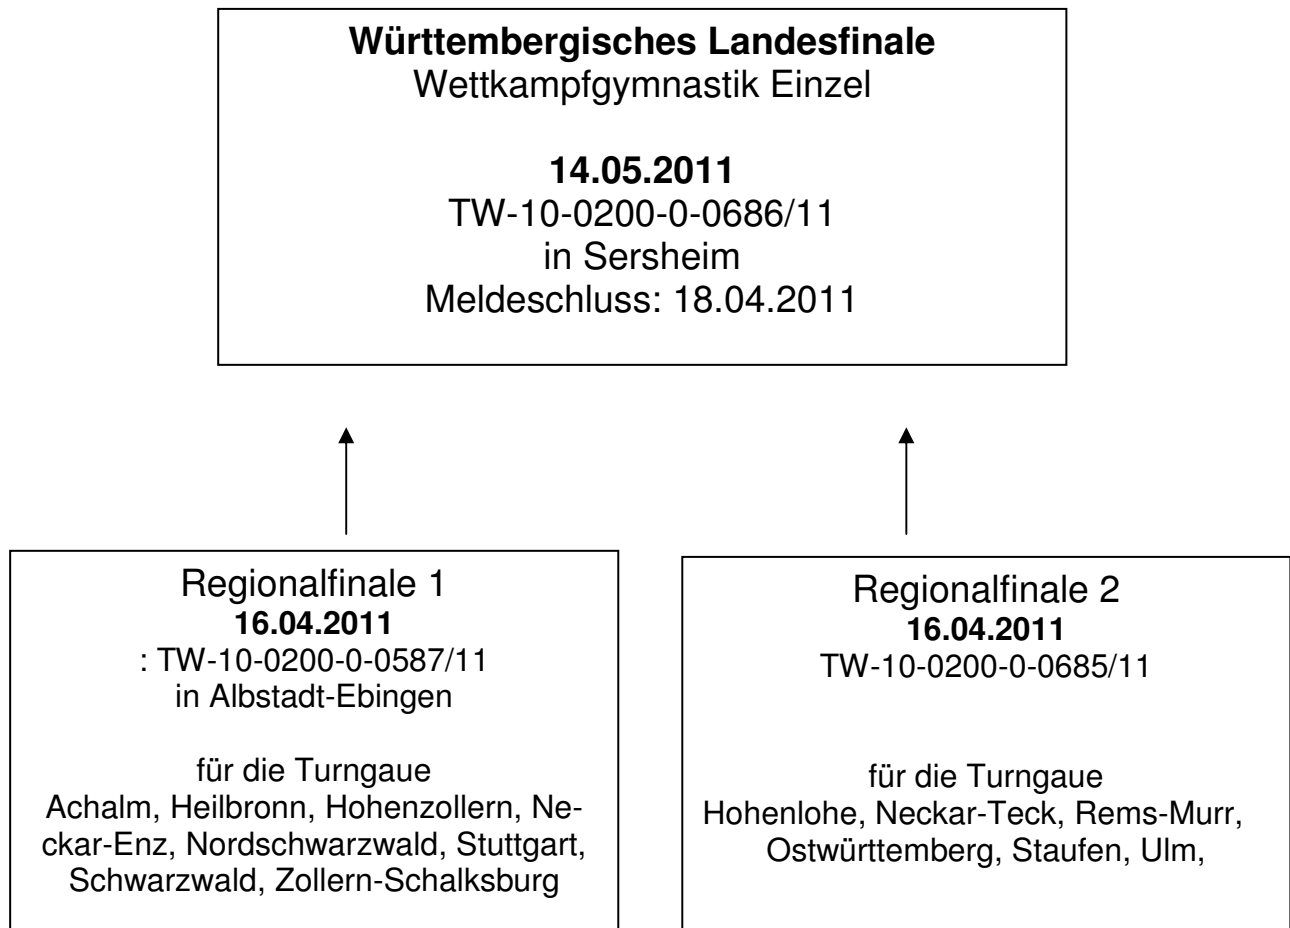 Württembergisches Landesfinale
Wettkampfgymnastik Einzel
14.05.2011
TW-10-0200-0-0686/11
in Sersheim
Meldeschluss: 18.04.2011
Regionalfinale 1
16.04.2011
: TW-10-0200-0-0587/11
in Albstadt-Ebingen
für die Turngaue
Achalm, Heilbronn, Hohenzollern, Ne-
ckar-Enz, Nordschwarzwald, Stuttgart,
Schwarzwald, Zollern-Schalksburg
Regionalfinale 2
16.04.2011
TW-10-0200-0-0685/11
für die Turngaue
Hohenlohe, Neckar-Teck, Rems-Murr,
Ostwürttemberg, Staufen, Ulm,